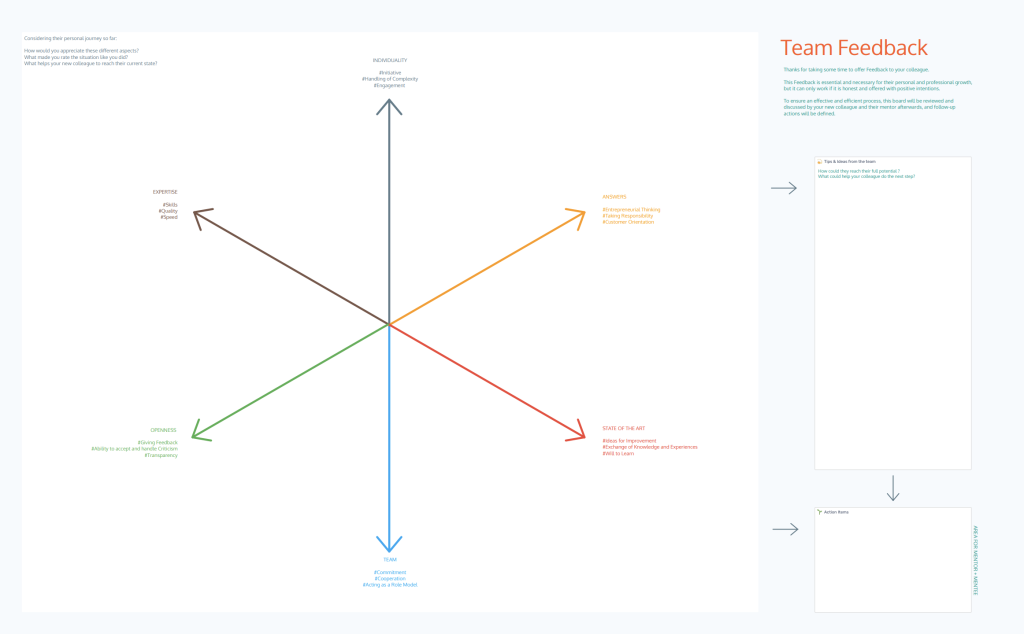 Considering their personal journey so far:
How would you appreciate these different aspects?
What made you rate the situation like you did?
What helps your new colleague to reach their current state?
INDIVIDUALITY
#Initiative
#Handling of Complexity
#Engagement
EXPERTISE
#Skills
#Quality
#Speed
ANSWERS
#Entrepreneurial Thinking
#Taking Responsibility
#Customer Orientation
OPENNESS
#Giving Feedback
#Ability to accept and handle Criticism
#Transparency
STATE OF THE ART
#Ideas for Improvement
#Exchange of Knowledge and Experiences
#Will to Learn
TEAM
#Commitment
#Cooperation
#Acting as a Role Model
Team Feedback
Thanks for taking some time to offer Feedback to your colleague.
This Feedback is essential and necessary for their personal and professional growth,
but it can only work if it is honest and offered with positive intentions.
To ensure an effective and efficient process, this board will be reviewed and
discussed by your new colleague and their mentor afterwards, and follow up
actions will be defined.
Tips & Ideas from the team
How could they reach their full potential ?
What could help your colleague do the next step?
Action Items
AREA FOR MENTOR + MENTEE